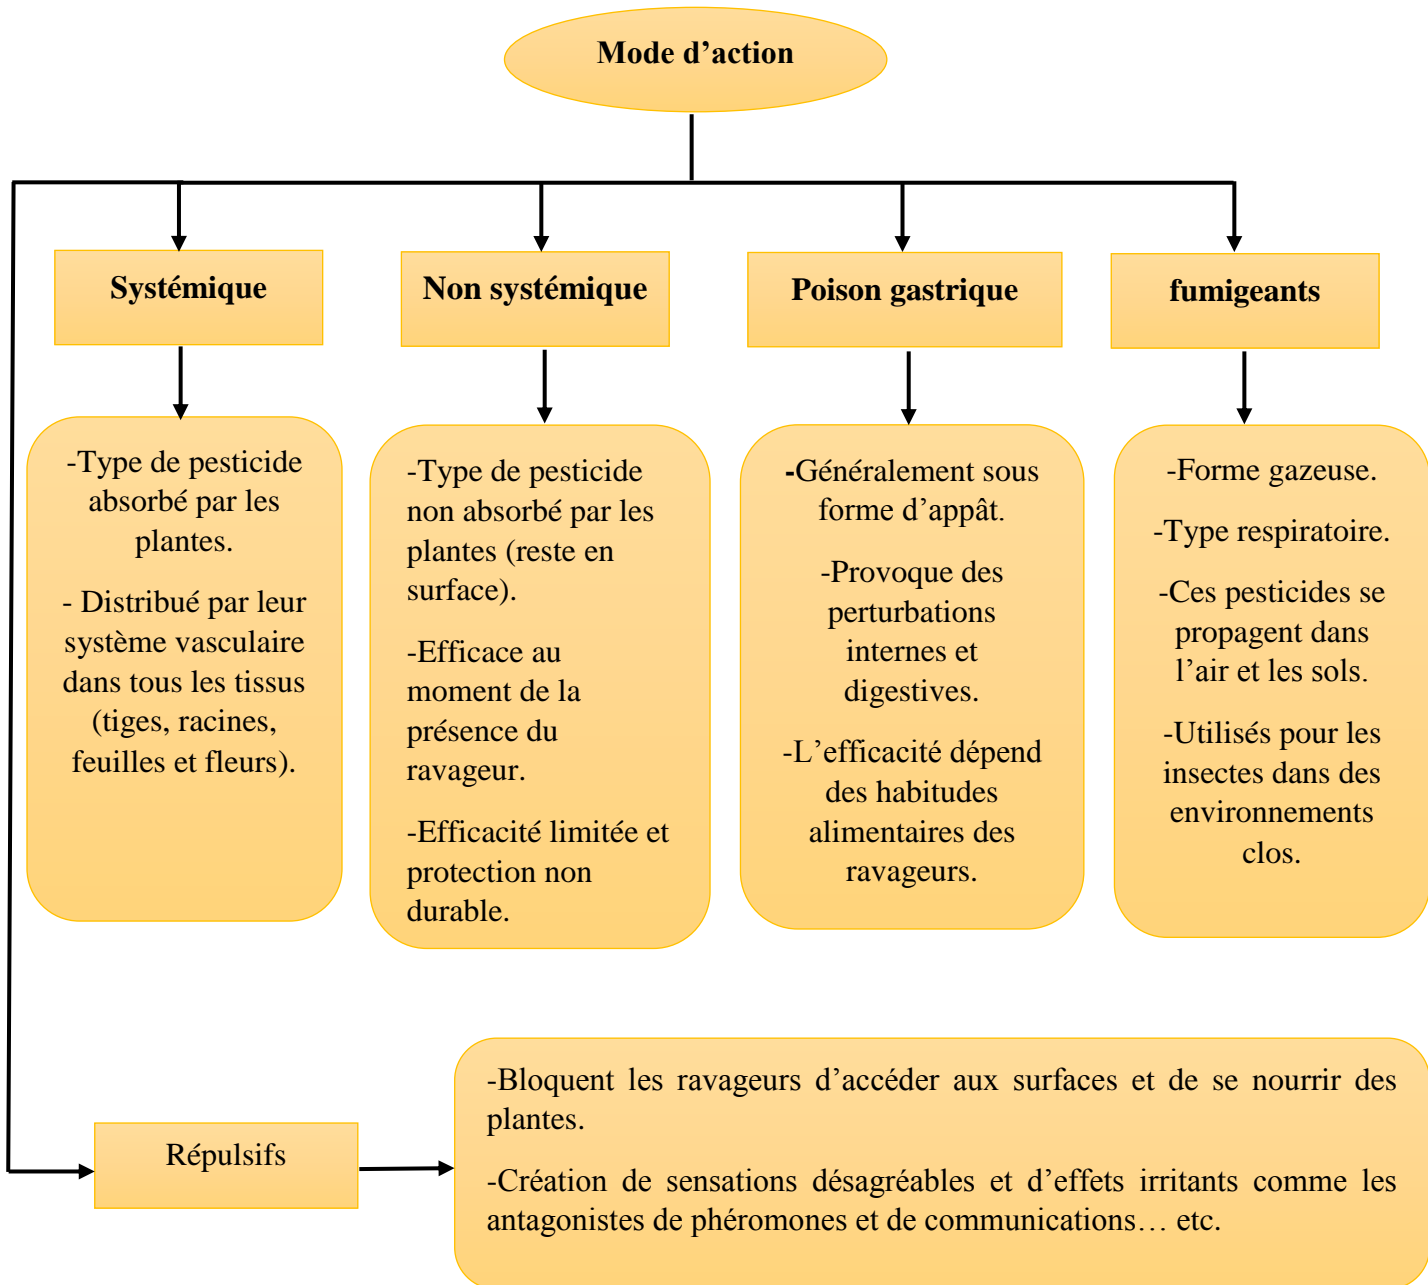 Mode d’action
Systémique
Non systémique
Poison gastrique
fumigeants
-Type de pesticide
absorbé par les
plantes.
- Distribué par leur
système vasculaire
dans tous les tissus
(tiges, racines,
feuilles et fleurs).
-Type de pesticide
non absorbé par les
plantes (reste en
surface).
-Efficace au
moment de la
présence du
ravageur.
-Efficacité limitée et
protection non
durable.
-Généralement sous
forme d’appât.
-Provoque des
perturbations
internes et
digestives.
-L’efficacité dépend
des habitudes
alimentaires des
ravageurs.
-Forme gazeuse.
-Type respiratoire.
-Ces pesticides se
propagent dans
l’air et les sols.
-Utilisés pour les
insectes dans des
environnements
clos.
Répulsifs
-Bloquent les ravageurs d’accéder aux surfaces et de se nourrir des
plantes.
-Création de sensations désagréables et d’effets irritants comme les
antagonistes de phéromones et de communications… etc.